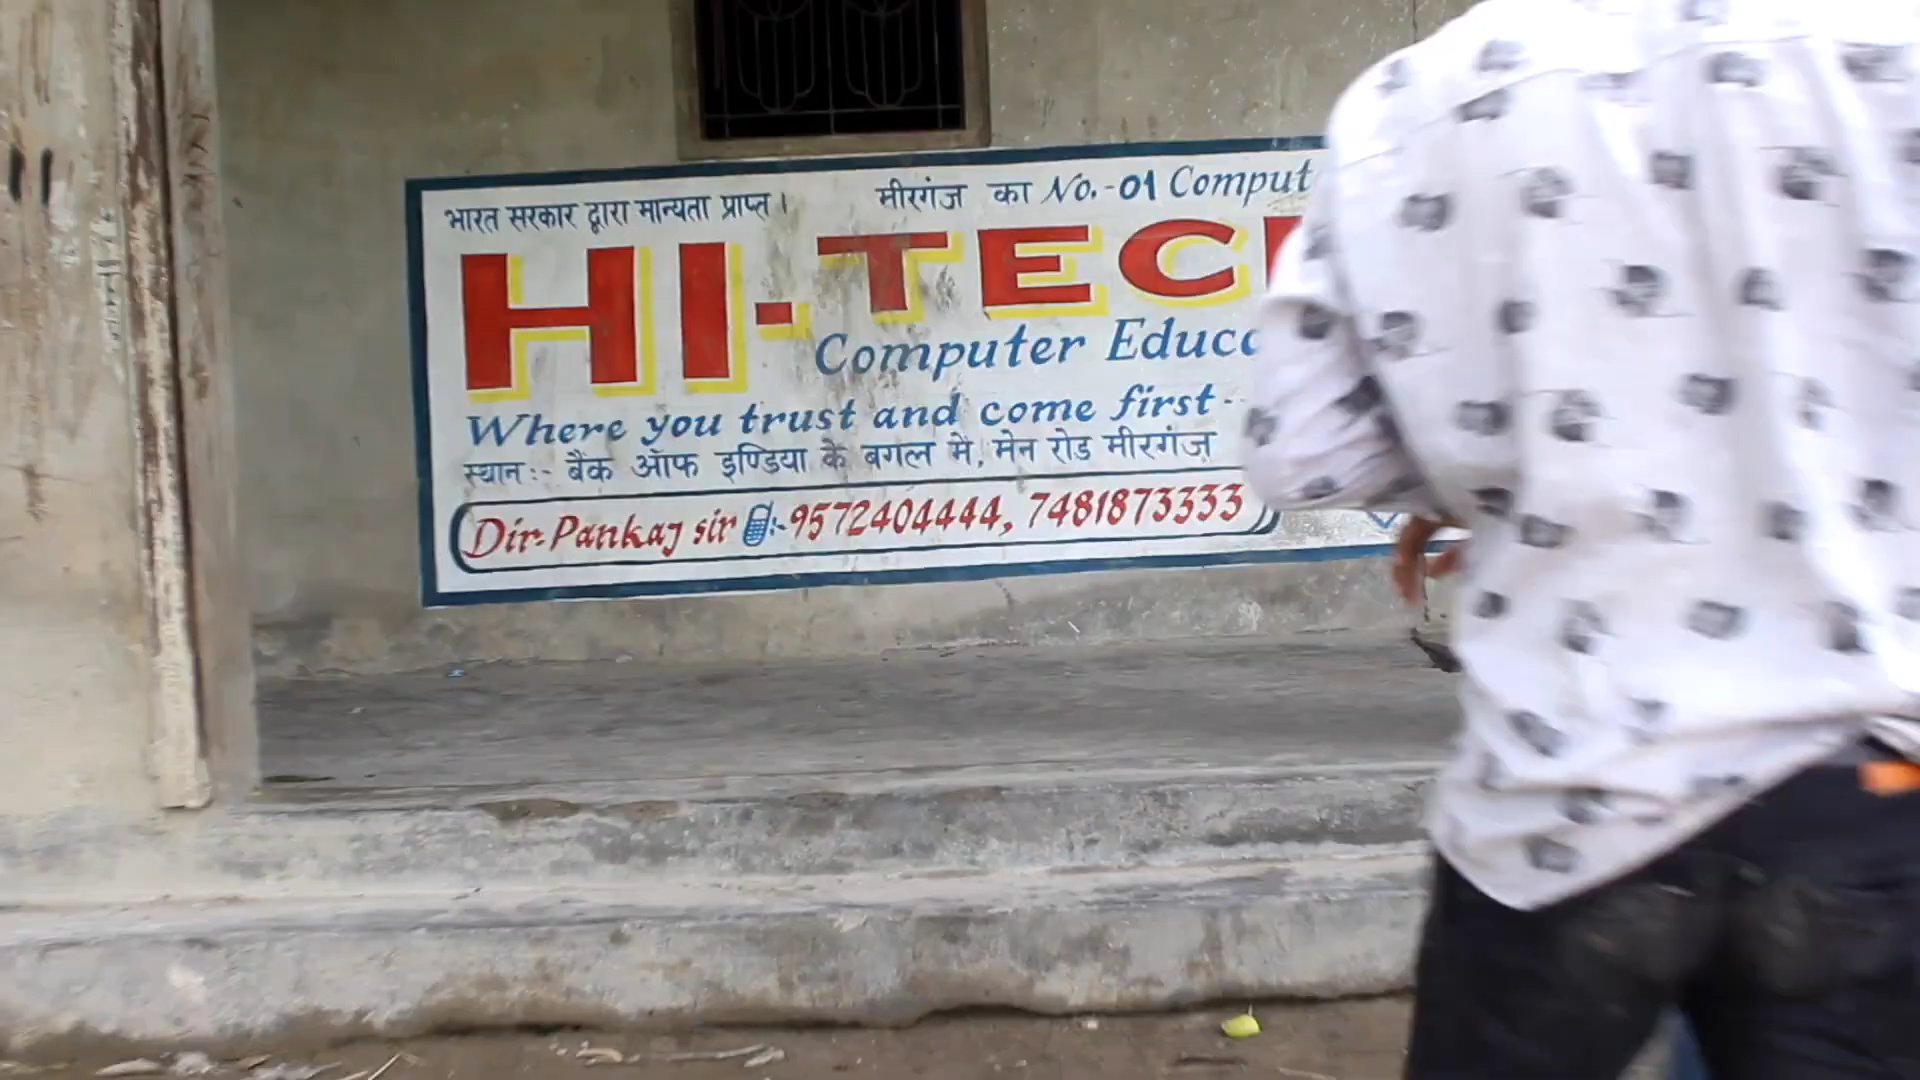 भारत सरकार द्वारा मान्यता प्राप्त। मीरगंज का No.-01 Comput
HI-TEC
Computer Educa
Where you trust and come first--
स्थान:- बैंक ऑफ इण्डिया के बगल में, मेन रोड मीरगंज
Dir-Pankaj sir :-9572404444, 7481873333